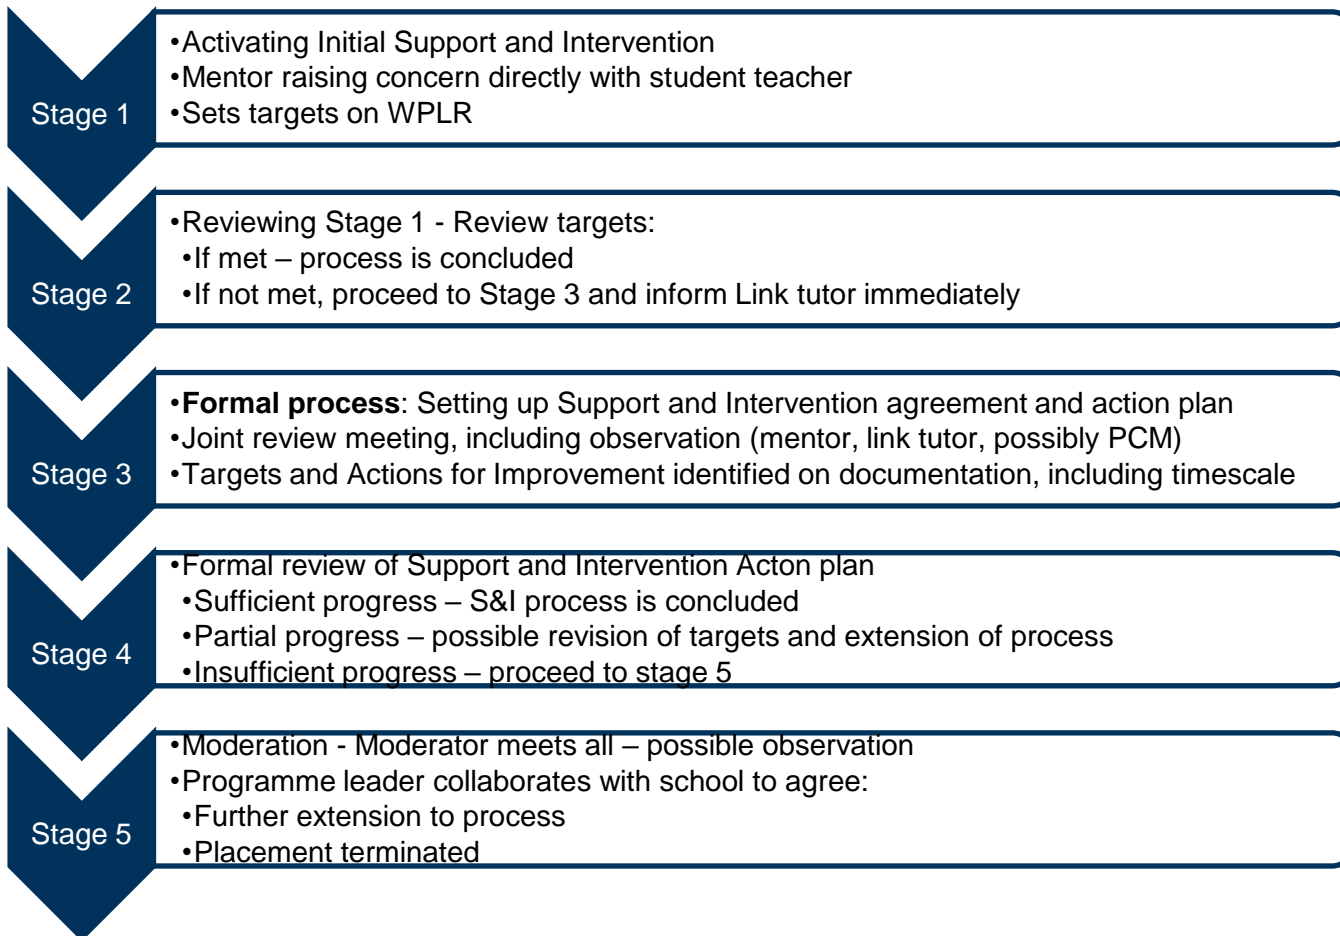 Stage 1
•Activating Initial Support and Intervention
•Mentor raising concern directly with student teacher
•Sets targets on WPLR
Stage 2
•Reviewing Stage 1 - Review targets:
•If met – process is concluded
•If not met, proceed to Stage 3 and inform Link tutor immediately
Stage 3
•Formal process: Setting up Support and Intervention agreement and action plan
•Joint review meeting, including observation (mentor, link tutor, possibly PCM)
•Targets and Actions for Improvement identified on documentation, including timescale
Stage 4
•Formal review of Support and Intervention Acton plan
•Sufficient progress – S&I process is concluded
•Partial progress – possible revision of targets and extension of process
•Insufficient progress – proceed to stage 5
Stage 5
•Moderation - Moderator meets all – possible observation
•Programme leader collaborates with school to agree:
•Further extension to process
•Placement terminated